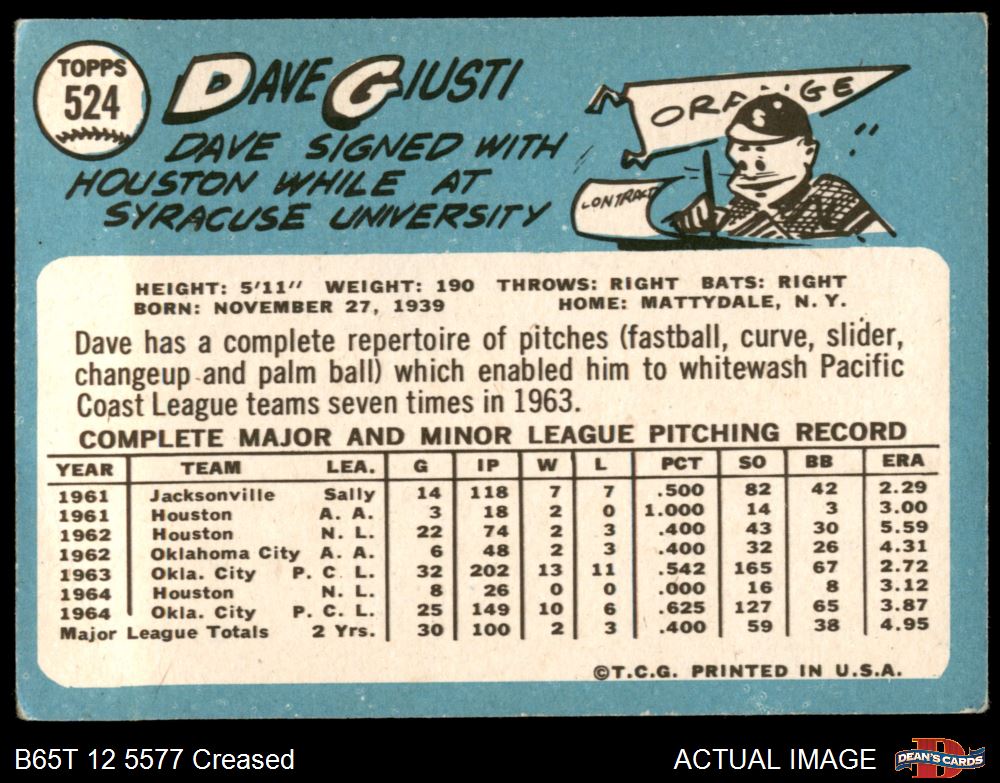 TOPPS
524
DAVE GIUSTI
DAVE SIGNED WITH
HOUSTON WHILE AT
SYRACUSE UNIVERSITY
ORANGE
S
CONTRACT
HEIGHT: 5'11" WEIGHT: 190 THROWS: RIGHT BATS: RIGHT
BORN: NOVEMBER 27, 1939 HOME: MATTYDALE, N. Y.
Dave has a complete repertoire of pitches (fastball, curve, slider,
changeup and palm ball) which enabled him to whitewash Pacific
Coast League teams seven times in 1963.
COMPLETE MAJOR AND MINOR LEAGUE PITCHING RECORD
YEAR TEAM LEA. G IP W L PCT SO BB ERA
1961 Jacksonville Sally 14 118 7 7 .500 82 42 2.29
1961 Houston A. A. 3 18 2 0 1.000 14 3 3.00
1962 Houston N. L. 22 74 2 3 .400 43 30 5.59
1962 Oklahoma City A. A. 6 48 2 3 .400 32 26 4.31
1963 Okla. City P. C. L. 32 202 13 11 .542 165 67 2.72
1964 Houston N. L. 8 26 0 0 .000 16 8 3.12
1964 Okla. City P. C. L. 25 149 10 6 .625 127 65 3.87
Major League Totals 2 Yrs. 30 100 2 3 .400 59 38 4.95
©T.C.G. PRINTED IN U.S.A.
B65T 12 5577 Creased
ACTUAL IMAGE
D
DEAN'S CARDS